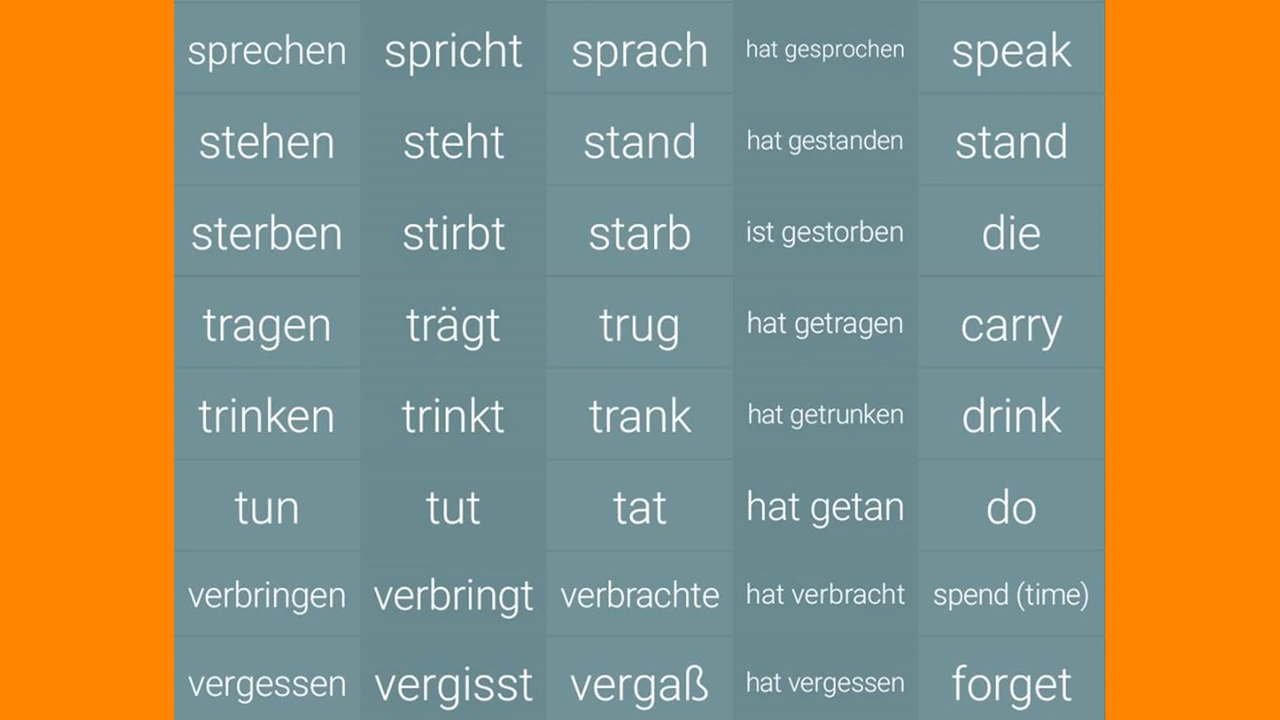 sprechen spricht sprach hat gesprochen speak
stehen steht stand hat gestanden stand
sterben stirbt starb ist gestorben die
tragen trägt trug hat getragen carry
trinken trinkt trank hat getrunken drink
tun tut tat hat getan do
verbringen verbringt verbrachte hat verbracht spend (time)
vergessen vergisst vergaß hat vergessen forget